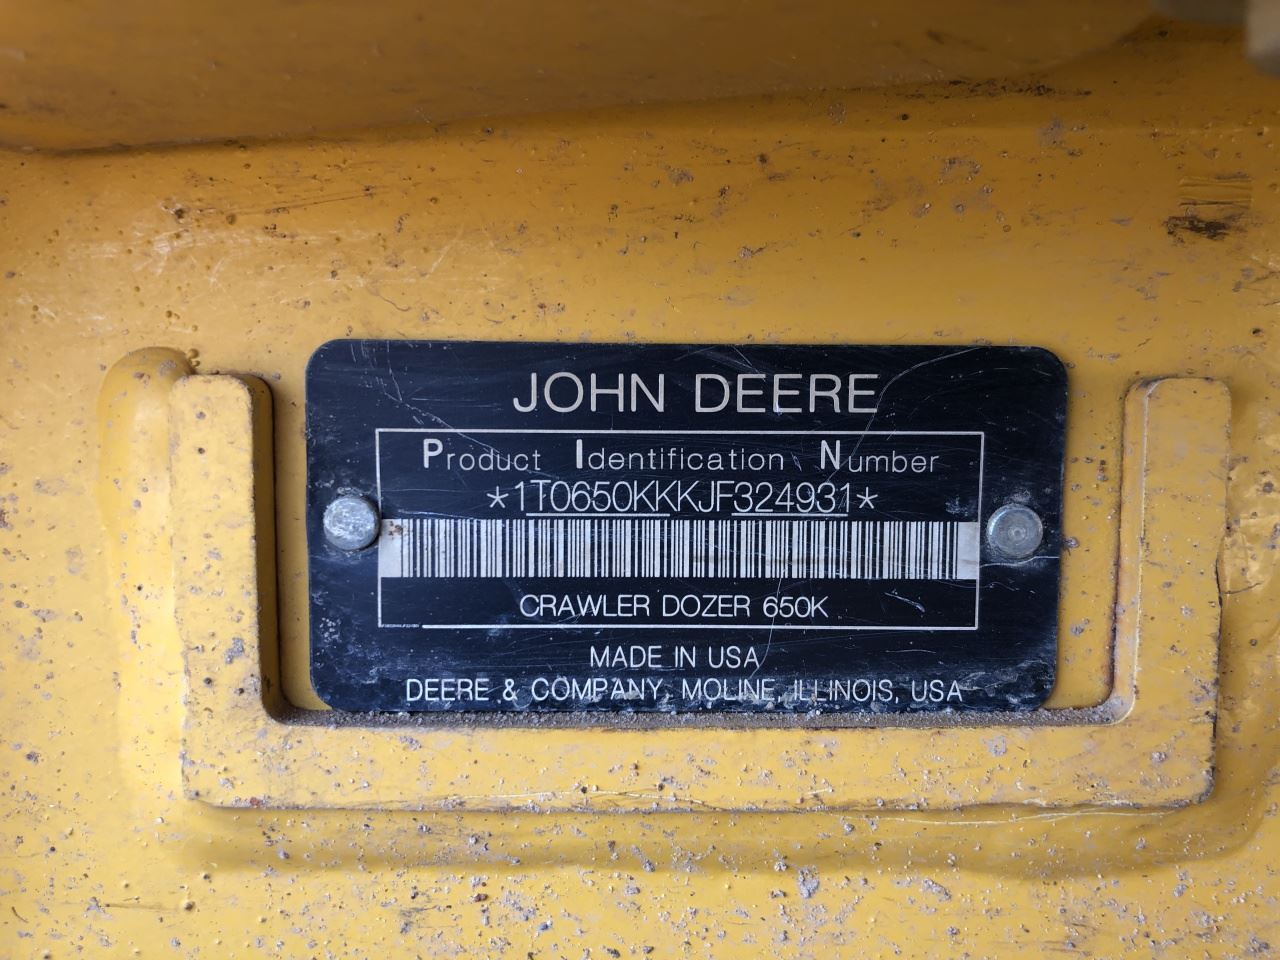 JOHN DEERE
Product Identification Number
*1T0650KKKJF324931*
CRAWLER DOZER 650K
MADE IN USA
DEERE & COMPANY, MOLINE, ILLINOIS, USA